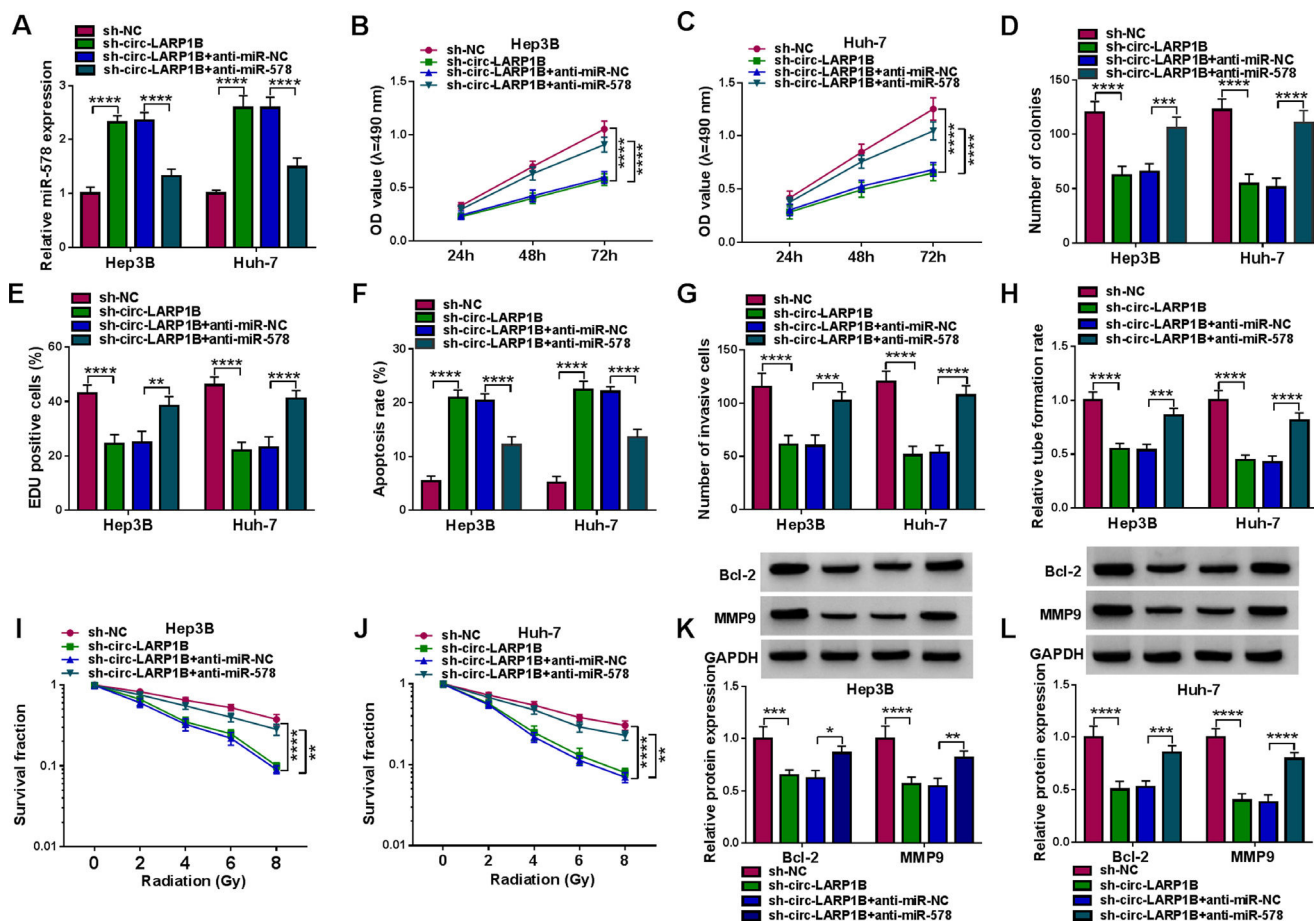 A
sh-NC
sh-circ-LARP1B
sh-circ-LARP1B+anti-miR-NC
sh-circ-LARP1B+anti-miR-578
Relative miR-578 expression
3
2
1
0
**** **** **** ****
Hep3B Huh-7
B
Hep3B
sh-NC
sh-circ-LARP1B
sh-circ-LARP1B+anti-miR-NC
sh-circ-LARP1B+anti-miR-578
OD value (λ=490 nm)
1.5
1.0
0.5
0.0
24h 48h 72h
****
****
C
Huh-7
sh-NC
sh-circ-LARP1B
sh-circ-LARP1B+anti-miR-NC
sh-circ-LARP1B+anti-miR-578
OD value (λ=490 nm)
1.5
1.0
0.5
0.0
24h 48h 72h
****
****
D
sh-NC
sh-circ-LARP1B
sh-circ-LARP1B+anti-miR-NC
sh-circ-LARP1B+anti-miR-578
Number of colonies
150
100
50
0
**** *** **** ****
Hep3B Huh-7
E
sh-NC
sh-circ-LARP1B
sh-circ-LARP1B+anti-miR-NC
sh-circ-LARP1B+anti-miR-578
EDU positive cells (%)
60
40
20
0
**** ** **** ****
Hep3B Huh-7
F
sh-NC
sh-circ-LARP1B
sh-circ-LARP1B+anti-miR-NC
sh-circ-LARP1B+anti-miR-578
Apoptosis rate (%)
30
20
10
0
**** **** **** ****
Hep3B Huh-7
G
sh-NC
sh-circ-LARP1B
sh-circ-LARP1B+anti-miR-NC
sh-circ-LARP1B+anti-miR-578
Number of invasive cells
150
100
50
0
**** *** **** ****
Hep3B Huh-7
H
sh-NC
sh-circ-LARP1B
sh-circ-LARP1B+anti-miR-NC
sh-circ-LARP1B+anti-miR-578
Relative tube formation rate
1.5
1.0
0.5
0.0
**** *** **** ****
Hep3B Huh-7
I
Hep3B
sh-NC
sh-circ-LARP1B
sh-circ-LARP1B+anti-miR-NC
sh-circ-LARP1B+anti-miR-578
Survival fraction
1
0.1
0.01
0 2 4 6 8
Radiation (Gy)
****
**
J
Huh-7
sh-NC
sh-circ-LARP1B
sh-circ-LARP1B+anti-miR-NC
sh-circ-LARP1B+anti-miR-578
Survival fraction
1
0.1
0.01
0 2 4 6 8
Radiation (Gy)
****
**
K
Bcl-2
MMP9
GAPDH
Hep3B
Relative protein expression
1.5
1.0
0.5
0.0
*** * **** **
Bcl-2 MMP9
sh-NC
sh-circ-LARP1B
sh-circ-LARP1B+anti-miR-NC
sh-circ-LARP1B+anti-miR-578
L
Bcl-2
MMP9
GAPDH
Huh-7
Relative protein expression
1.5
1.0
0.5
0.0
**** *** **** ****
Bcl-2 MMP9
sh-NC
sh-circ-LARP1B
sh-circ-LARP1B+anti-miR-NC
sh-circ-LARP1B+anti-miR-578